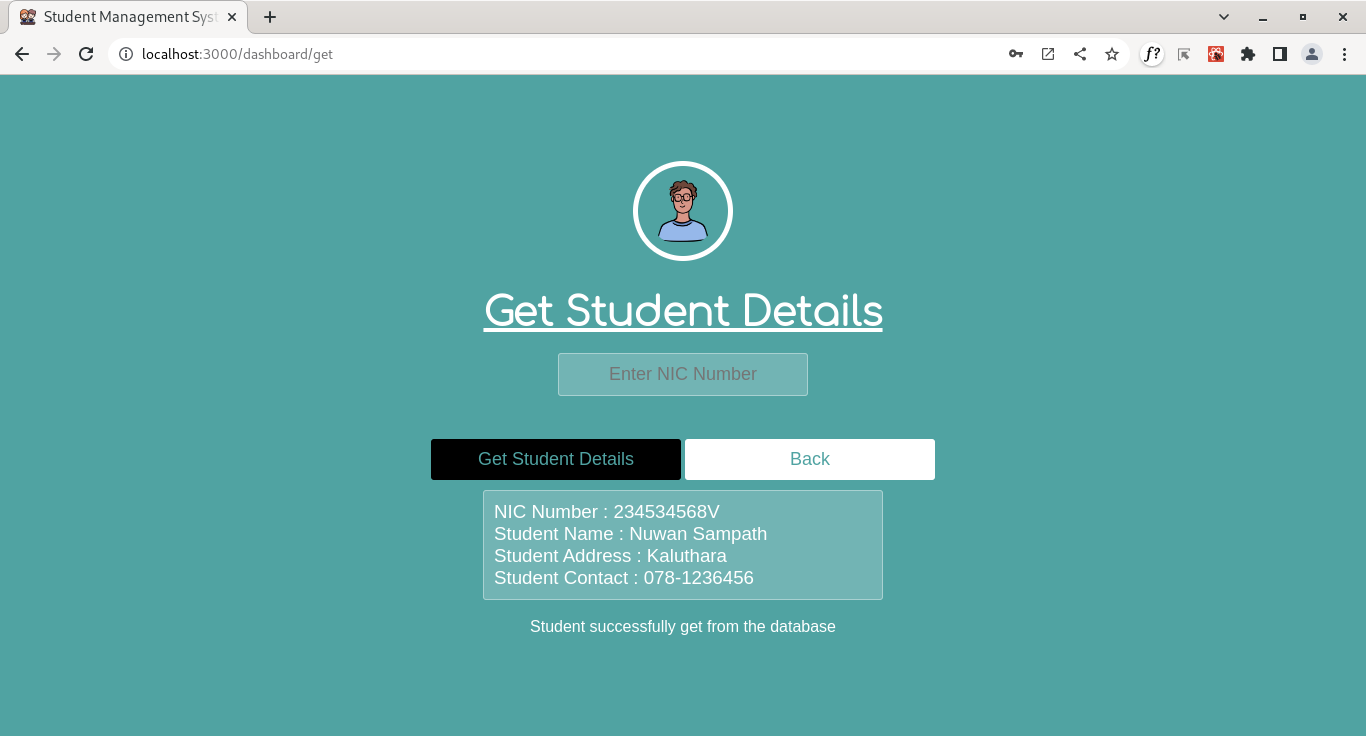 Student Management Syst
localhost:3000/dashboard/get
f?
Get Student Details
Enter NIC Number
Get Student Details
Back
NIC Number : 234534568V
Student Name : Nuwan Sampath
Student Address : Kaluthara
Student Contact : 078-1236456
Student successfully get from the database